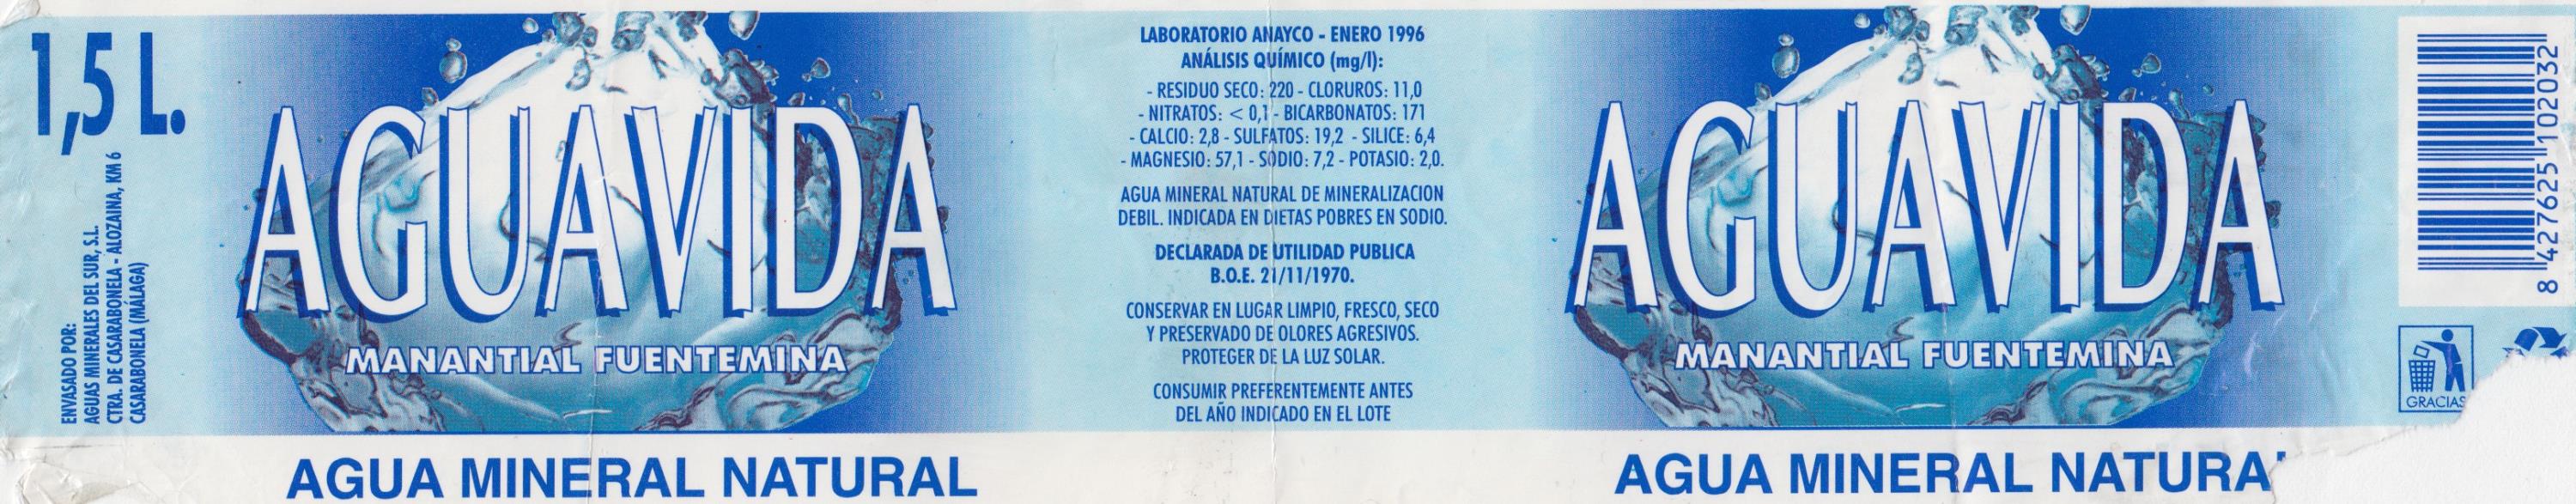 1,5 L.
ENVASADO POR:
AGUAS MINERALES DEL SUR, S.L.
CTRA. DE CASARABONELA - ALOZAINA, KM 6
CASARABONELA (MÁLAGA)
AGUAVIDA
MANANTIAL FUENTEMINA
AGUA MINERAL NATURAL
LABORATORIO ANAYCO - ENERO 1996
ANÁLISIS QUÍMICO (mg/l):
- RESIDUO SECO: 220 - CLORUROS: 11,0
- NITRATOS: < 0,1 - BICARBONATOS: 171
- CALCIO: 2,8 - SULFATOS: 19,2 - SILICE: 6,4
- MAGNESIO: 57,1 - SODIO: 7,2 - POTASIO: 2,0.
AGUA MINERAL NATURAL DE MINERALIZACION
DEBIL. INDICADA EN DIETAS POBRES EN SODIO.
DECLARADA DE UTILIDAD PUBLICA
B.O.E. 21/11/1970.
CONSERVAR EN LUGAR LIMPIO, FRESCO, SECO
Y PRESERVADO DE OLORES AGRESIVOS.
PROTEGER DE LA LUZ SOLAR.
CONSUMIR PREFERENTEMENTE ANTES
DEL AÑO INDICADO EN EL LOTE
AGUAVIDA
MANANTIAL FUENTEMINA
AGUA MINERAL NATURA
8 427625 102032
GRACIAS